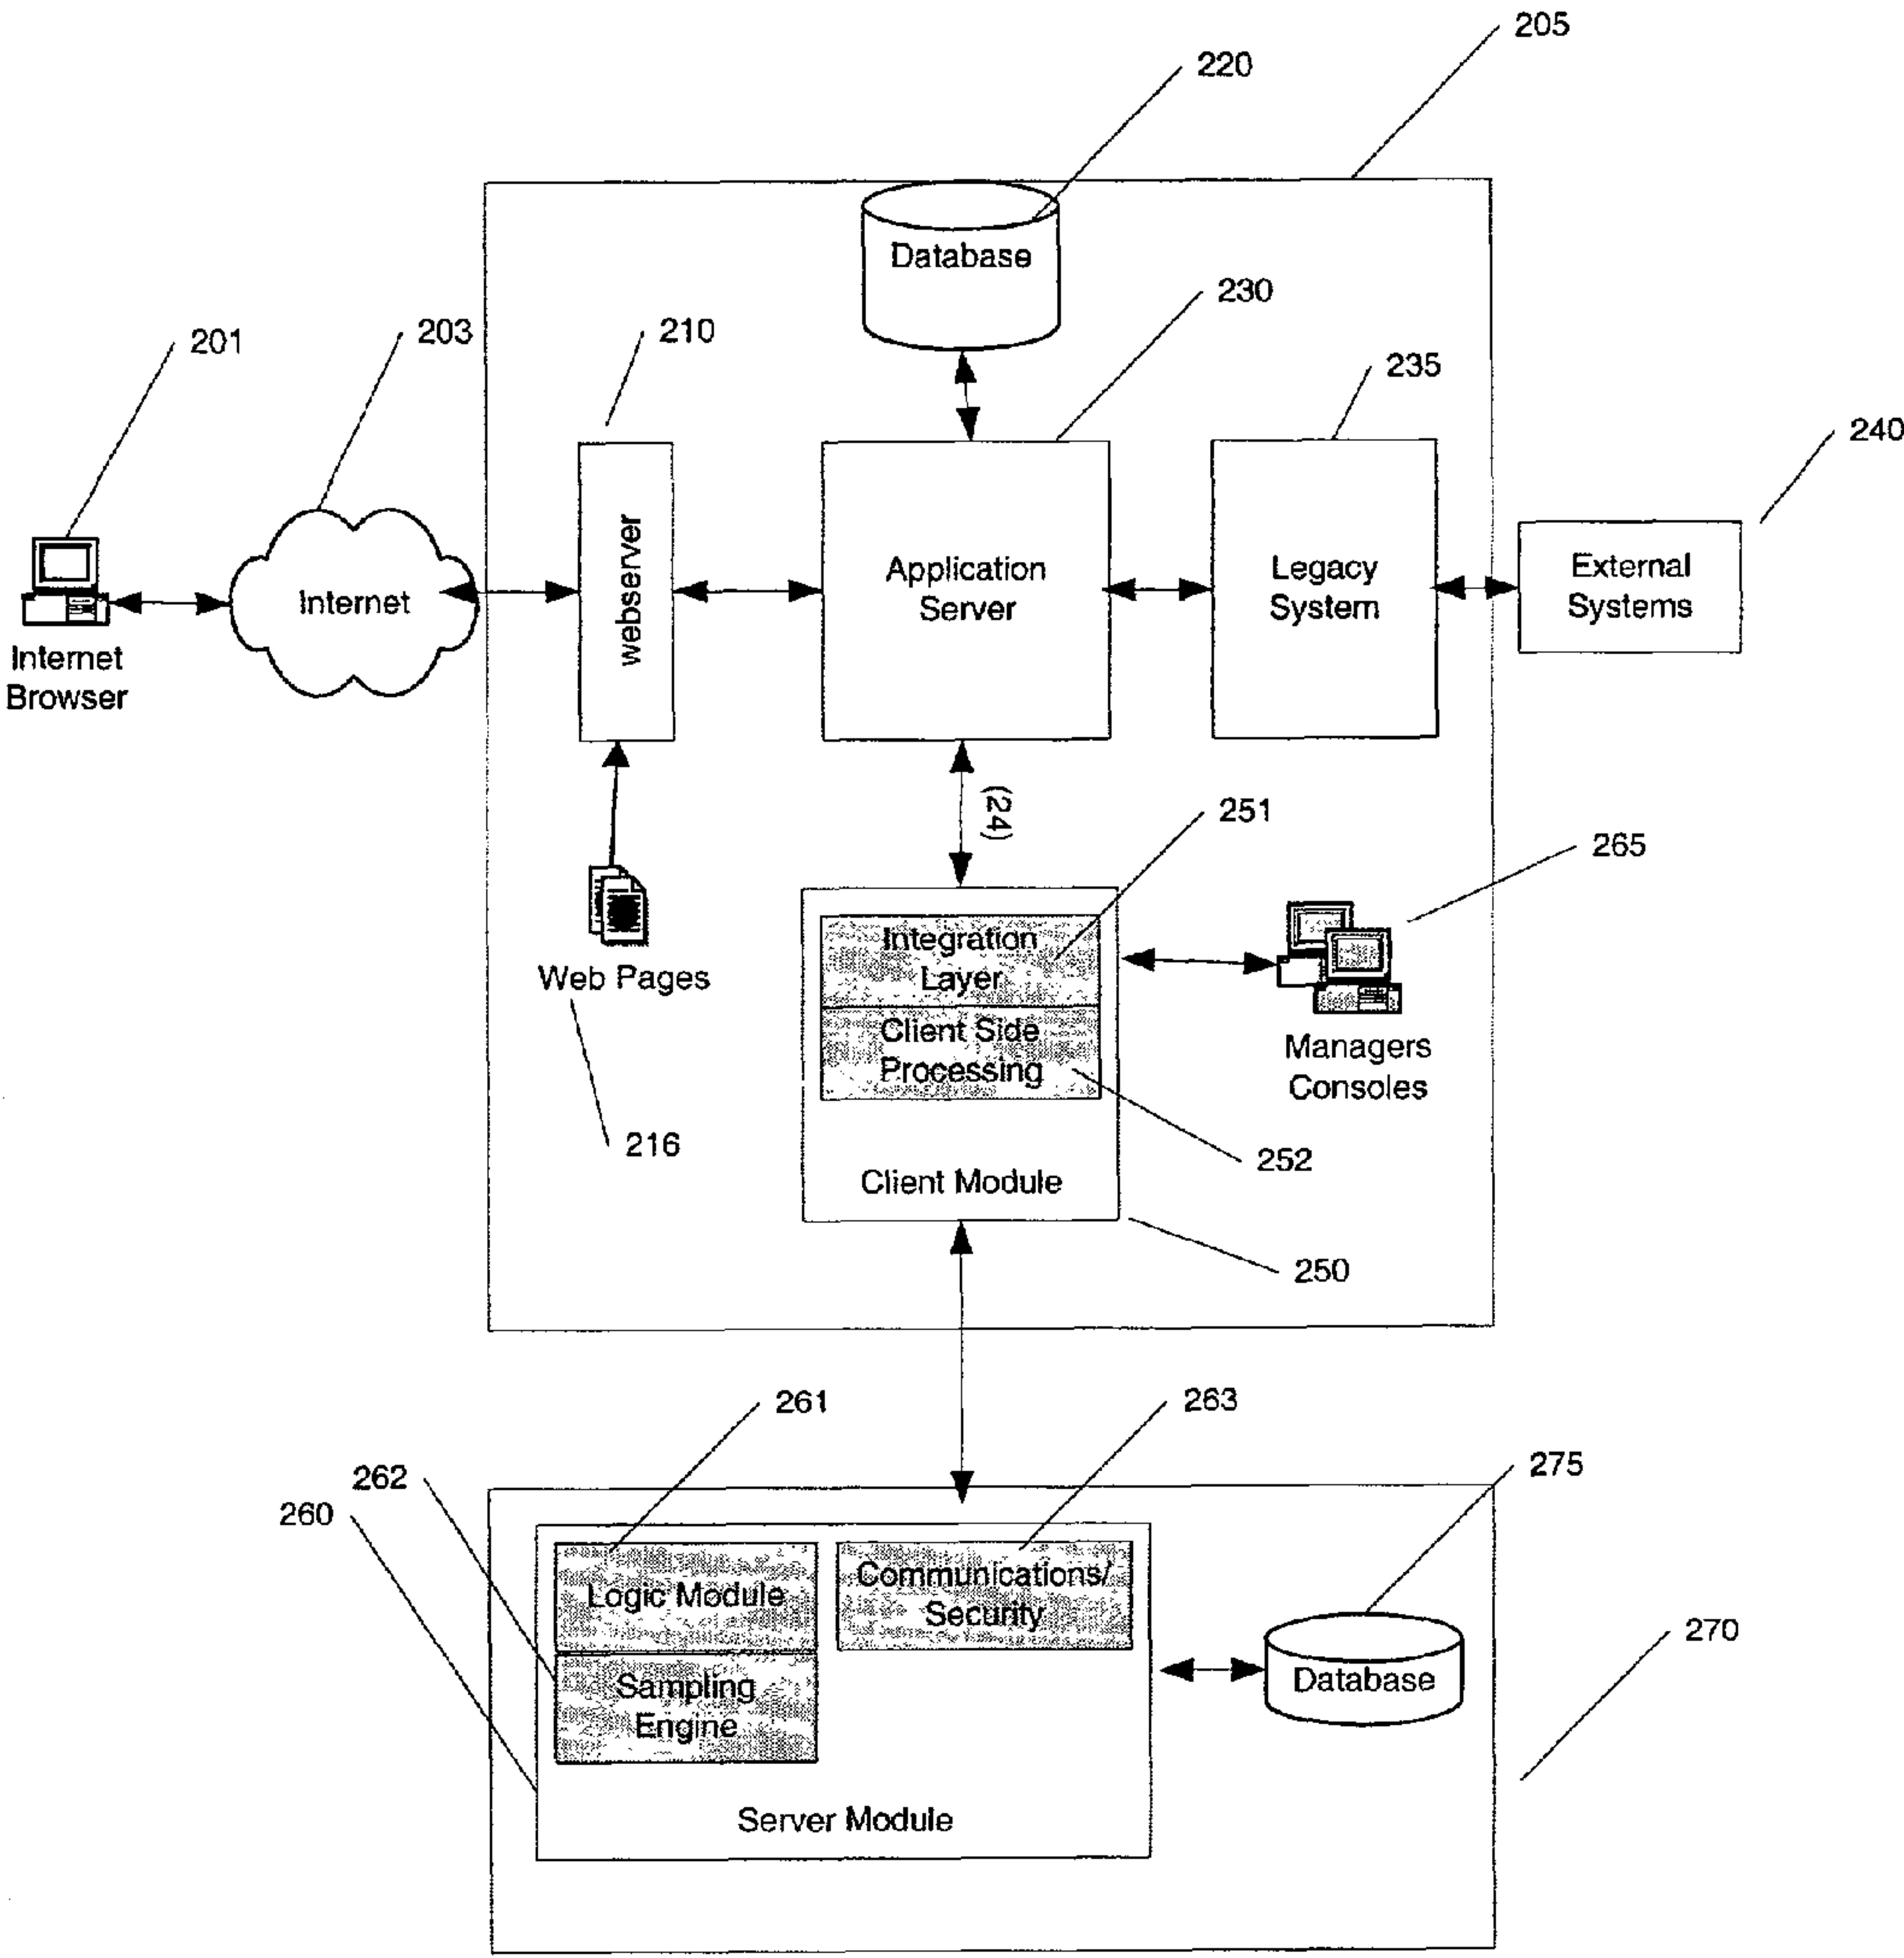 205
220
Database
230
210
203
201
235
240
webserver
Application
Server
Legacy
System
External
Systems
Internet
Internet
Browser
(24)
251
265
Integration
Layer
Web Pages
Client Side
Processing
Managers
Consoles
216
252
Client Module
250
261
263
262
275
260
Logic Module
Communications/
Security
270
Sampling
Engine
Database
Server Module